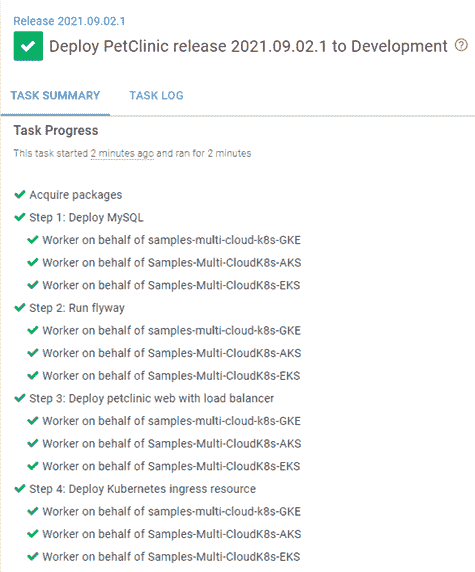 Release 2021.09.02.1
Deploy PetClinic release 2021.09.02.1 to Development ?
TASK SUMMARY TASK LOG
Task Progress
This task started 2 minutes ago and ran for 2 minutes
Acquire packages
Step 1: Deploy MySQL
Worker on behalf of samples-multi-cloud-k8s-GKE
Worker on behalf of Samples-Multi-CloudK8s-AKS
Worker on behalf of Samples-Multi-CloudK8s-EKS
Step 2: Run flyway
Worker on behalf of samples-multi-cloud-k8s-GKE
Worker on behalf of Samples-Multi-CloudK8s-AKS
Worker on behalf of Samples-Multi-CloudK8s-EKS
Step 3: Deploy petclinic web with load balancer
Worker on behalf of samples-multi-cloud-k8s-GKE
Worker on behalf of Samples-Multi-CloudK8s-AKS
Worker on behalf of Samples-Multi-CloudK8s-EKS
Step 4: Deploy Kubernetes ingress resource
Worker on behalf of samples-multi-cloud-k8s-GKE
Worker on behalf of Samples-Multi-CloudK8s-AKS
Worker on behalf of Samples-Multi-CloudK8s-EKS